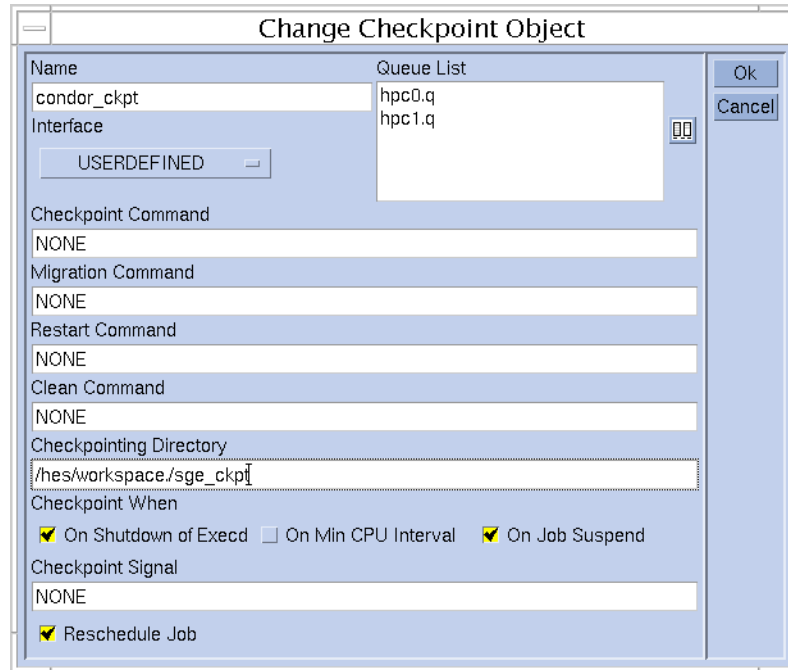 Change Checkpoint Object
Name
condor_ckpt
Queue List
hpc0.q
hpc1.q
Ok
Cancel
Interface
USERDEFINED
Checkpoint Command
NONE
Migration Command
NONE
Restart Command
NONE
Clean Command
NONE
Checkpointing Directory
/hes/workspace./sge_ckpt
Checkpoint When
On Shutdown of Execd On Min CPU Interval On Job Suspend
Checkpoint Signal
NONE
Reschedule Job